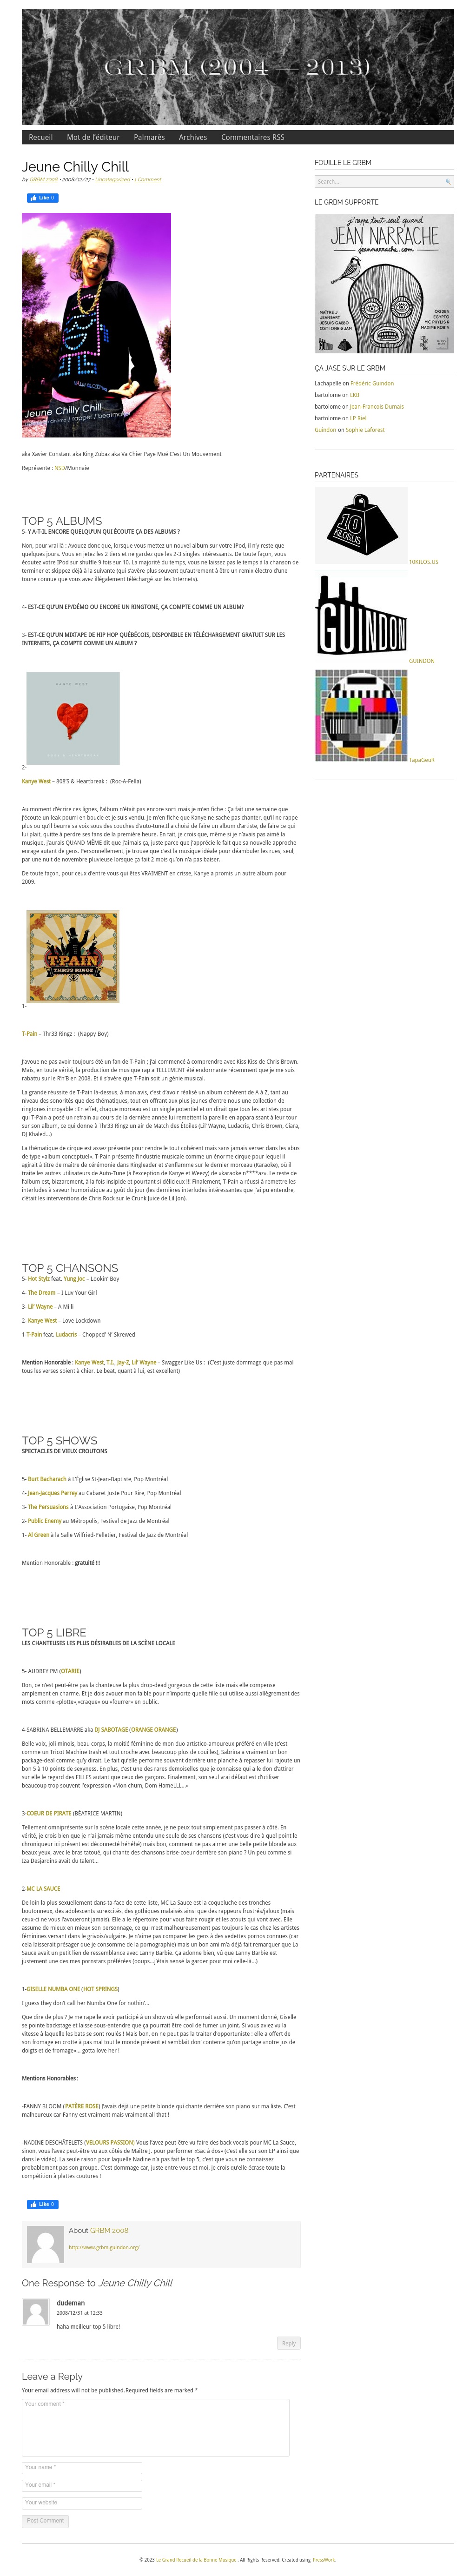 GRBM (2004 — 2013)
Recueil Mot de l'éditeur Palmarès Archives Commentaires RSS
Jeune Chilly Chill
by GRBM 2008 • 2008/12/27 • Uncategorized • 1 Comment
Like 0
Jeune Chilly Chill
aka Xavier Constant aka King Zubaz aka Va Chier Paye Moé C'est Un Mouvement
Représente : NSD/Monnaie
TOP 5 ALBUMS
5- Y A-T-IL ENCORE QUELQU'UN QUI ÉCOUTE ÇA DES ALBUMS ?
Non, pour vrai là : Avouez donc que, lorsque vous mettez un nouvel album sur votre IPod, il n'y reste que
quelques jours. Vous en jetez les 2 tiers et ne gardez que les 2-3 singles intéressants. De toute façon, vous
écoutez votre IPod sur shuffle 9 fois sur 10. La majorité du temps, vous ne laissez pas le temps à la chanson de
terminer et skippez déjà à la suivante (qui n'a probablement aucune relation autre qu'amener à être un remix électro d'une
toune connue que vous avez illégalement téléchargé sur les Internets).
4- EST-CE QU'UN EP/DÉMO OU ENCORE UN RINGTONE, ÇA COMPTE COMME UN ALBUM?
3- EST-CE QU'UN MIXTAPE DE HIP HOP QUÉBÉCOIS, DISPONIBLE EN TÉLÉCHARGEMENT GRATUIT SUR LES
INTERNETS, ÇA COMPTE COMME UN ALBUM ?
KANYE WEST
2-
Kanye West – 808'S & Heartbreak : (Roc-A-Fella)
Au moment d'écrire ces lignes, l'album n'était pas encore sorti mais je m'en fiche : Ça fait une semaine que
j'écoute un leak pourri en boucle et je suis vendu. Je m'en fiche que Kanye ne sache pas chanter, qu'il ne rappe
plus ou qu'il beurre sa voix sous des couches d'auto-tune.Il a choisi de faire un album d'artiste, de faire ce qui
lui plait, quitte à perdre ses fans de la première heure. En fait, je crois que, même si je n'avais pas aimé la
musique, j'aurais QUAND MÊME dit que j'aimais ça, juste parce que j'apprécie le fait que sa nouvelle approche
enrage autant de gens. Personnellement, je trouve que c'est la musique idéale pour déambuler les rues, seul,
par une nuit de novembre pluvieuse lorsque ça fait 2 mois qu'on n'a pas baiser.
De toute façon, pour ceux d'entre vous qui êtes VRAIMENT en crisse, Kanye a promis un autre album pour
2009.
T-PAIN
THR33 RINGZ
1-
T-Pain – Thr33 Ringz : (Nappy Boy)
J'avoue ne pas avoir toujours été un fan de T-Pain ; j'ai commencé à comprendre avec Kiss Kiss de Chris Brown.
Mais, en toute vérité, la production de musique rap a TELLEMENT été merdique récemment que je me suis
rabattu sur le R'n'B en 2008. Et il s'avère que T-Pain soit un génie musical.
La grande réussite de T-Pain là-dessus, à mon avis, c'est d'avoir réalisé un album cohérent de A à Z, tant au
niveau des sonorités que des thématiques, tout en offrant aux plus jeunes d'entre nous une collection de
ringtones incroyable : En effet, chaque morceau est un single potentiel et on dirait que tous les artistes pour
qui T-Pain a posé un refrain au cours de la dernière année lui remettent la pareille en apparaissant à leur tour
sur son album, ce qui donne à Thr33 Ringz un air de Match des Étoiles (Lil' Wayne, Ludacris, Chris Brown, Ciara,
DJ Khaled...)
La thématique de cirque est assez présente pour rendre le tout cohérent mais sans jamais verser dans les abus
de type «album conceptuel». T-Pain présente l'industrie musicale comme un énorme cirque pour lequel il
agirait à titre de maître de cérémonies dans Ringleader et s'enflamme sur le dernier morceau (Karaoke), où il
traite les autres utilisateurs de Auto-Tune (à l'exception de Kanye et Weezy) de «karaoké n****az». Le reste de
l'album est, bizzarement, à la fois insipide et pourtant si délicieux !!! Finalement, T-Pain a réussi à remettre les
interludes à saveur humoristique au goût du jour (les dernières interludes intéressantes que j'ai pu entendre,
c'était les interventions de Chris Rock sur le Crunk Juice de Lil Jon).
TOP 5 CHANSONS
5- Hot Stylz feat. Yung Joc – Lookin' Boy
4- The Dream – I Luv Your Girl
3- Lil' Wayne – A Milli
2- Kanye West – Love Lockdown
1-T-Pain feat. Ludacris – Chopped' N' Skrewed
Mention Honorable : Kanye West, T.I., Jay-Z, Lil' Wayne – Swagger Like Us : (C'est juste dommage que pas mal
tous les verses soient à chier. Le beat, quant à lui, est excellent)
TOP 5 SHOWS
SPECTACLES DE VIEUX CROUTONS
5- Burt Bacharach à L'Église St-Jean-Baptiste, Pop Montréal
4- Jean-Jacques Perrey au Cabaret Juste Pour Rire, Pop Montréal
3- The Persuasions à L'Association Portugaise, Pop Montréal
2- Public Enemy au Métropolis, Festival de Jazz de Montréal
1- Al Green à la Salle Wilfried-Pelletier, Festival de Jazz de Montréal
Mention Honorable : gratuité !!!
TOP 5 LIBRE
LES CHANTEUSES LES PLUS DÉSIRABLES DE LA SCÈNE LOCALE
5- AUDREY PM (OTARIE)
Bon, ce n'est peut-être pas la chanteuse la plus drop-dead gorgeous de cette liste mais elle compense
amplement en charme. Et je dois avouer mon faible pour n'importe quelle fille qui utilise aussi allègrement des
mots comme «plotte»,«craque» ou «fourrer» en public.
4-SABRINA BELLEMARRE aka DJ SABOTAGE (ORANGE ORANGE)
Belle voix, joli minois, beau corps, la moitié féminine de mon duo artistico-amoureux préféré en ville (c'est
comme un Tricot Machine trash et tout croche avec beaucoup plus de couilles), Sabrina a vraiment un bon
package-deal comme qu'y dirait. Le fait qu'elle performe souvent derrière une planche à repasser lui ajoute un
bon 5 à 10 points de sexyness. En plus, c'est une des rares demoiselles que je connaisse qui a le don d'attirer
sur elle le regard des FILLES autant que ceux des garçons. Finalement, son seul vrai défaut est d'utiliser
beaucoup trop souvent l'expression «Mon chum, Dom HameLLL...»
3-COEUR DE PIRATE (BÉATRICE MARTIN)
Tellement omniprésente sur la scène locale cette année, je ne peux tout simplement pas passer à côté. En
vérité, je crois bien que je n'ai jamais même entendu une seule de ses chansons (c'est vous dire à quel point le
chroniqueur ici présent est déconnecté héhéhé) mais bon, comment ne pas tomber pour une belle blonde aux
beaux yeux, avec le bras tatoué, qui chante des chansons brise-coeur derrière son piano ? Un peu comme si
Iza Desjardins avait du talent...
2-MC LA SAUCE
De loin la plus sexuellement dans-ta-face de cette liste, MC La Sauce est la coqueluche des tronches
boutonneux, des adolescents surexcités, des gothiques malaisés ainsi que des rappeurs frustrés/jaloux (mais
ceux-ci ne vous l'avoueront jamais). Elle a le répertoire pour vous faire rougir et les atouts qui vont avec. Elle
assume de mieux en mieux son personnage, ce qui n'est malheureusement pas toujours le cas pour les artistes
féminines versant dans le grivois/vulgaire. Je n'aime pas comparer les gens à des vedettes pornos connues (car
cela laisserait présager que je consomme de la pornographie) mais un bon ami m'a déjà fait remarquer que La
Sauce avait un petit lien de ressemblance avec Lanny Barbie. Ça adonne bien, vû que Lanny Barbie est
justement une des mes pornstars préférées (ooups...j'étais sensé la garder pour moi celle-là...)
1-GISELLE NUMBA ONE (HOT SPRINGS)
I guess they don't call her Numba One for nothin'...
Que dire de plus ? Je me rapelle avoir participé à un show où elle performait aussi. Un moment donné, Giselle
se pointe backstage et laisse sous-entendre que ça pourrait être cool de fumer un joint. Si vous aviez vu la
vitesse à laquelle les bats se sont roulés ! Mais bon, on ne peut pas la traiter d'opportuniste : elle a offert de
son fromage en crotte à pas mal tout le monde présent et semblait don' contente qu'on partage «notre jus de
doigts et de fromage»... gotta love her !
Mentions Honorables :
-FANNY BLOOM (PATÈRE ROSE) J'avais déjà une petite blonde qui chante derrière son piano sur ma liste. C'est
malheureux car Fanny est vraiment mais vraiment all that !
-NADINE DESCHÂTELETS (VELOURS PASSION) Vous l'avez peut-être vu faire des back vocals pour MC La Sauce,
sinon, vous l'avez peut-être vu aux côtés de Maître J, part performer «Sac à dos» (c'est elle sur son EP ainsi que
dans le vidéo). La seule raison pour laquelle Nadine n'a pas fait le top 5, c'est que vous ne connaissez
probablement pas son groupe. C'est dommage car, juste entre vous et moi, je crois qu'elle écrase toute la
compétition à plattes coutures !
Like 0
About GRBM 2008
http://www.grbm.guindon.org/
One Response to Jeune Chilly Chill
dudeman
2008/12/31 at 12:33
haha meilleur top 5 libre!
Reply
Leave a Reply
Your email address will not be published.Required fields are marked *
Your comment *
Your name *
Your email *
Your website
Post Comment
FOUILLE LE GRBM
Search...
LE GRBM SUPPORTE
j'rappe tout seul quand
JEAN NARRACHE
jeannarrache.com
MAÎTRE J
JEANBART
JESUIS GABBO
OSTI ONE & JAM
OGDEN
EGYPTO
MC PHYLIS &
MAXIME ROBIN
ÇA JASE SUR LE GRBM
Lachapelle on Frédéric Guindon
bartolome on LKB
bartolome on Jean-Francois Dumais
bartolome on LP Riel
Guindon on Sophie Laforest
PARTENAIRES
10 KILOS.US
10KILOS.US
GUINDON
GUINDON
TapaGeuR
© 2023 Le Grand Recueil de la Bonne Musique . All Rights Reserved. Created using PressWork.